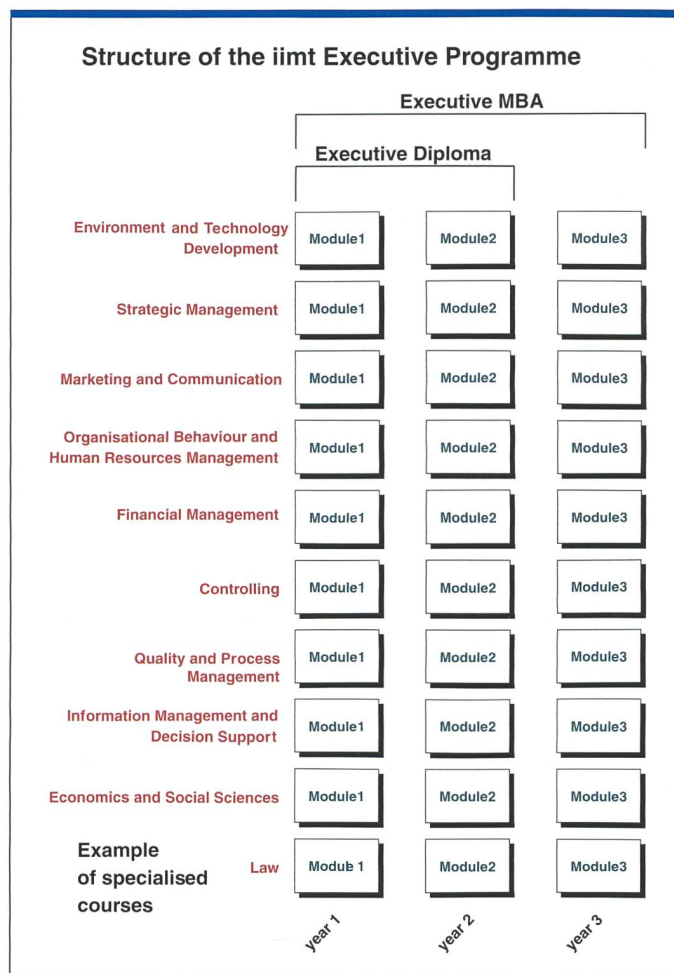 Structure of the iimt Executive Programme
Executive MBA
Executive Diploma
Environment and Technology
Development
Module1 Module2 Module3
Strategic Management Module1 Module2 Module3
Marketing and Communication Module1 Module2 Module3
Organisational Behaviour and
Human Resources Management
Module1 Module2 Module3
Financial Management Module1 Module2 Module3
Controlling Module1 Module2 Module3
Quality and Process
Management
Module1 Module2 Module3
Information Management and
Decision Support
Module1 Module2 Module3
Economics and Social Sciences Module1 Module2 Module3
Example
of specialised
courses
Law Module 1 Module2 Module3
year 1 year 2 year 3